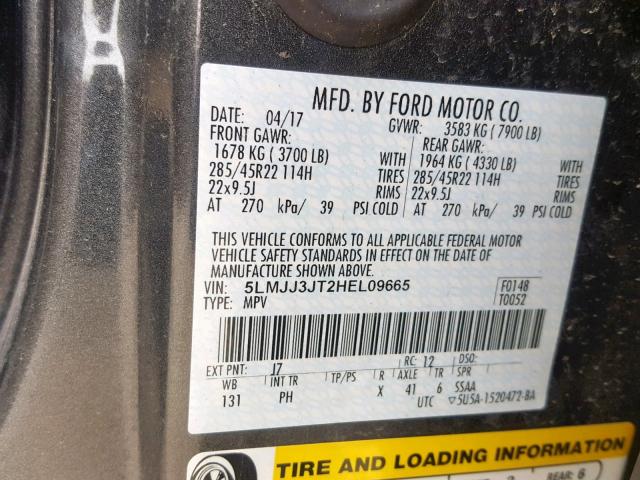 MFD. BY FORD MOTOR CO.
DATE: 04/17 GVWR: 3583 KG ( 7900 LB)
FRONT GAWR: REAR GAWR:
1678 KG ( 3700 LB) WITH 1964 KG ( 4330 LB) WITH
285/45R22 114H TIRES 285/45R22 114H TIRES
22x9.5J RIMS 22x9.5J RIMS
AT 270 kPa/ 39 PSI COLD AT 270 kPa/ 39 PSI COLD
THIS VEHICLE CONFORMS TO ALL APPLICABLE FEDERAL MOTOR
VEHICLE SAFETY STANDARDS IN EFFECT ON THE DATE OF
MANUFACTURE SHOWN ABOVE.
VIN: 5LMJJ3JT2HEL09665 F0148
TYPE: MPV T0052
EXT PNT: J7 RC: 12 DSO:
WB INT TR TP/PS R AXLE TR SPR
131 PH X 41 6 SSAA
UTC ▽5U5A-1520472-BA
TIRE AND LOADING INFORMATION
REAR: 6